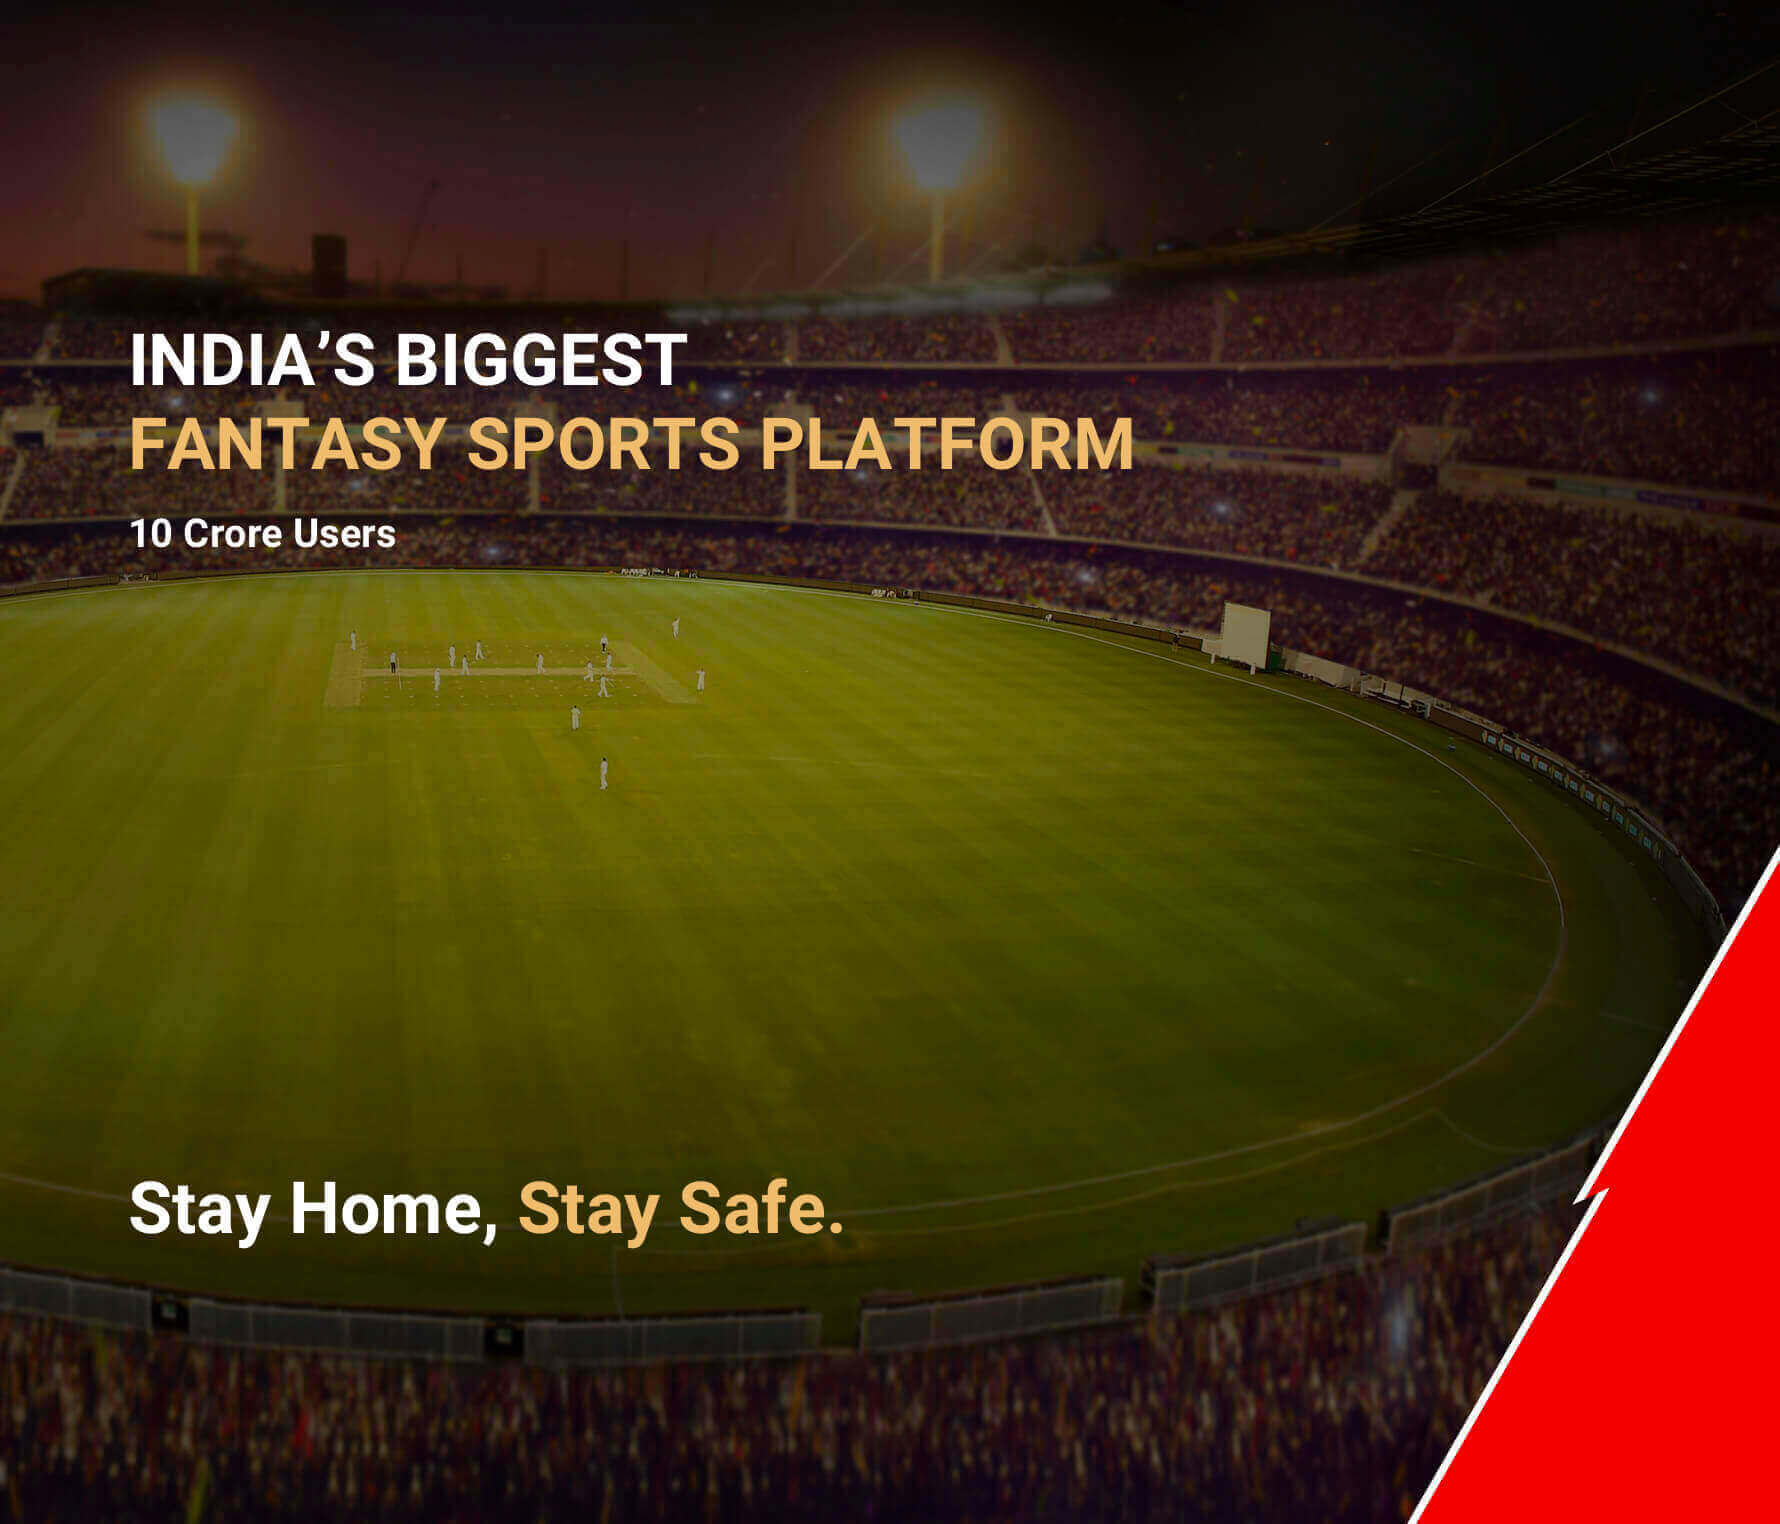 INDIA’S BIGGEST
FANTASY SPORTS PLATFORM
10 Crore Users
Stay Home, Stay Safe.